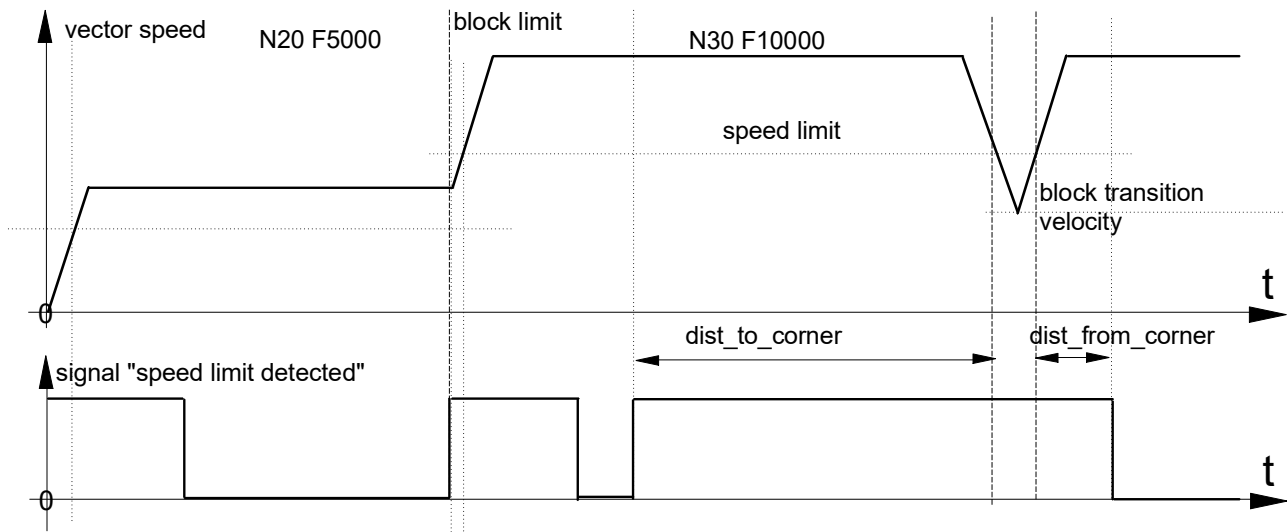 vector speed
N20 F5000
block limit
N30 F10000
speed limit
block transition
velocity
0
t
dist_to_corner
dist_from_corner
signal "speed limit detected"
0
t